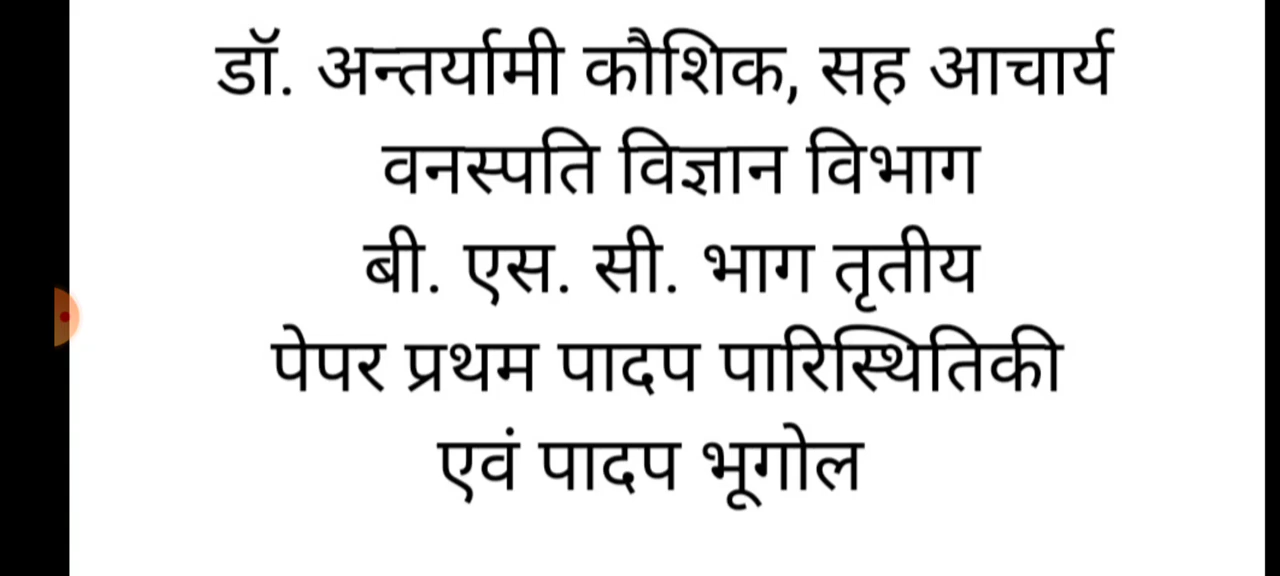 डॉ. अन्तर्यामी कौशिक, सह आचार्य
वनस्पति विज्ञान विभाग
बी. एस. सी. भाग तृतीय
पेपर प्रथम पादप पारिस्थितिकी
एवं पादप भूगोल